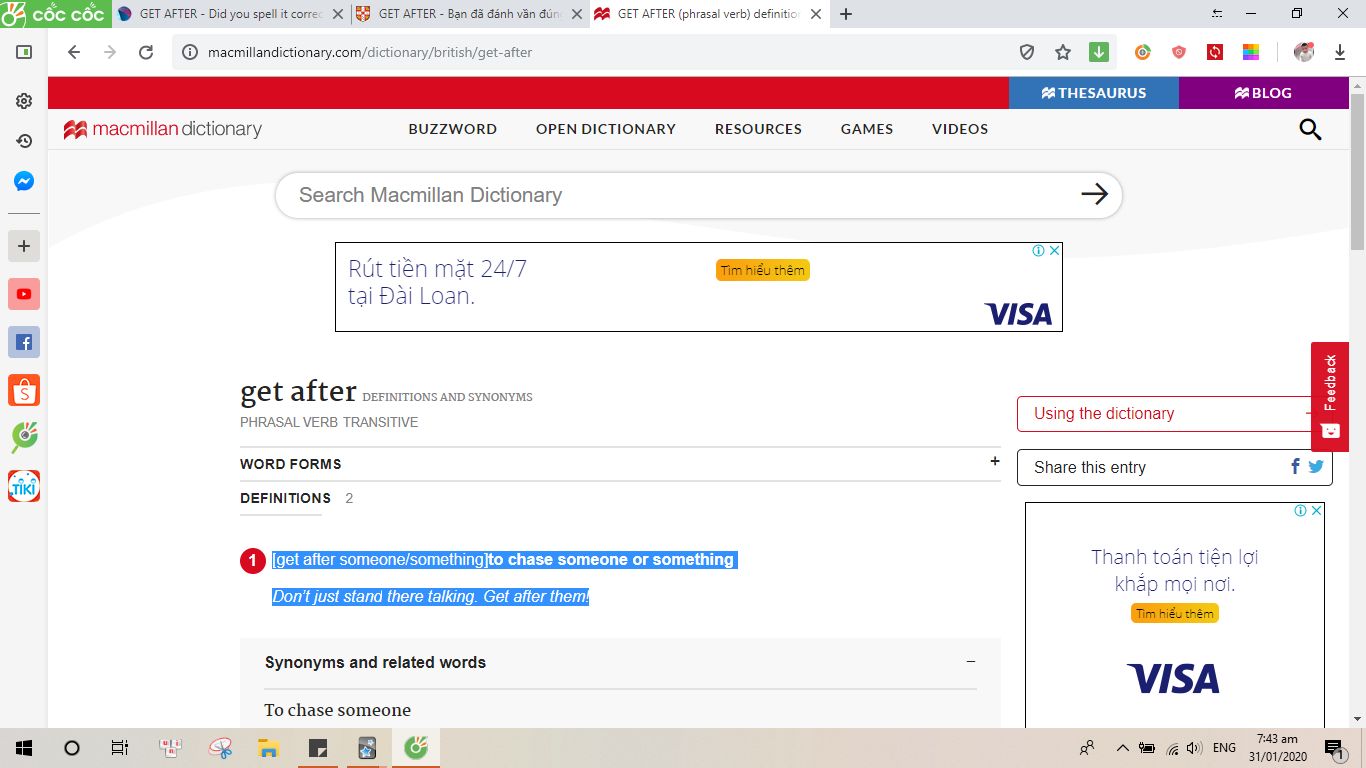 cốc cốc
GET AFTER - Did you spell it correc
GET AFTER - Bạn đã đánh vần đún
GET AFTER (phrasal verb) definitio
macmillandictionary.com/dictionary/british/get-after
THESAURUS
BLOG
macmillan dictionary
BUZZWORD
OPEN DICTIONARY
RESOURCES
GAMES
VIDEOS
Search Macmillan Dictionary
Rút tiền mặt 24/7
tại Đài Loan.
Tìm hiểu thêm
VISA
Feedback
get after DEFINITIONS AND SYNONYMS
PHRASAL VERB TRANSITIVE
Using the dictionary
WORD FORMS +
Share this entry
DEFINITIONS 2
1 [get after someone/something]to chase someone or something
Don't just stand there talking. Get after them!
Thanh toán tiện lợi
khắp mọi nơi.
Tìm hiểu thêm
VISA
Synonyms and related words −
To chase someone
TIKI
ENG
7:43 am
31/01/2020
1